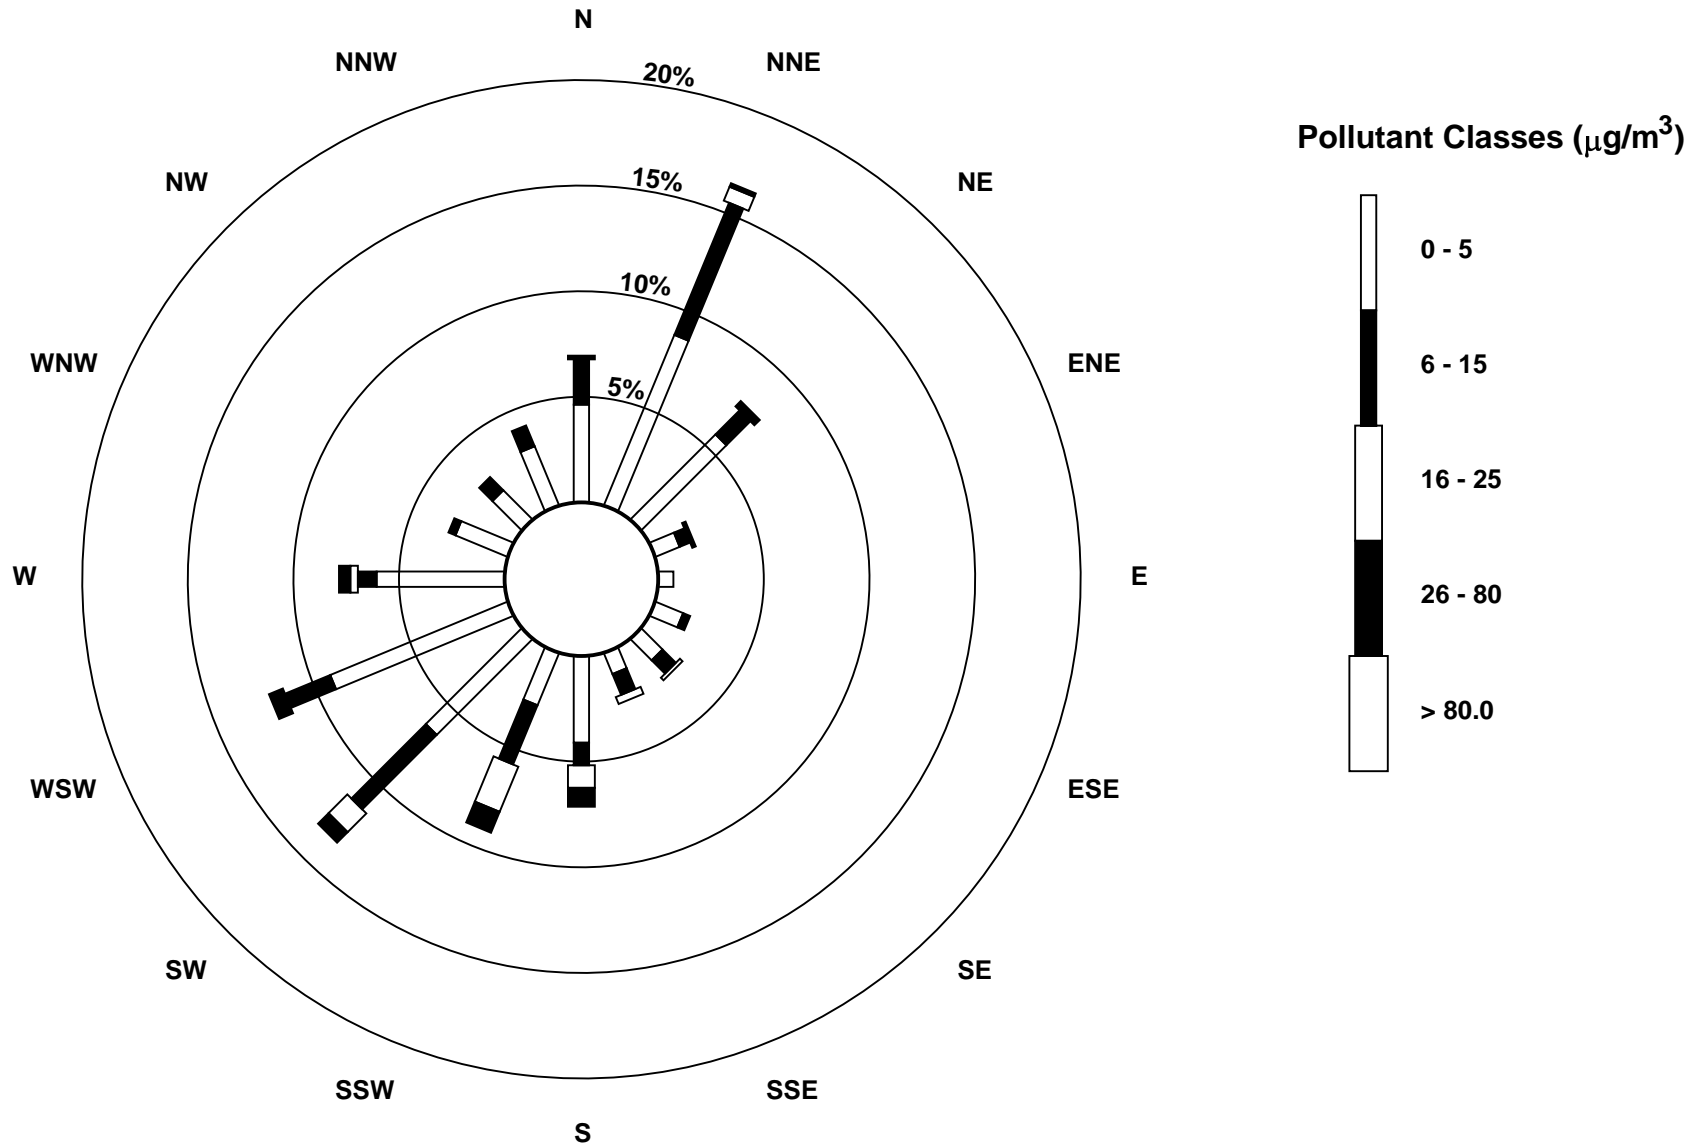 N
NNW
NNE
20%
Pollutant Classes (μg/m³)
15%
NW
NE
0 - 5
10%
WNW
ENE
6 - 15
5%
16 - 25
W
E
26 - 80
> 80.0
WSW
ESE
SW
SE
SSW
SSE
S